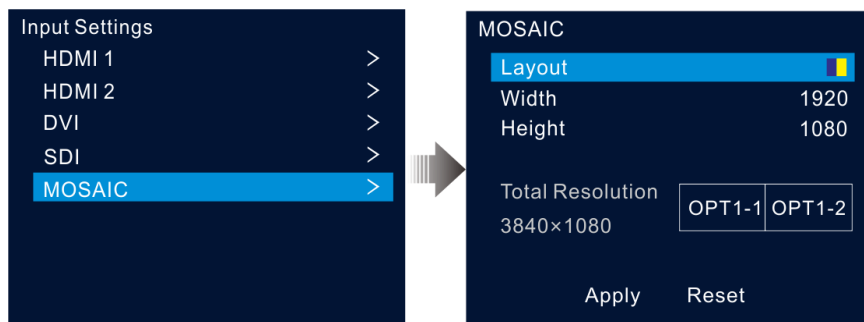 Input Settings
HDMI 1 >
HDMI 2 >
DVI >
SDI >
MOSAIC >
MOSAIC
Layout
Width 1920
Height 1080
Total Resolution
3840×1080
OPT1-1 OPT1-2
Apply Reset